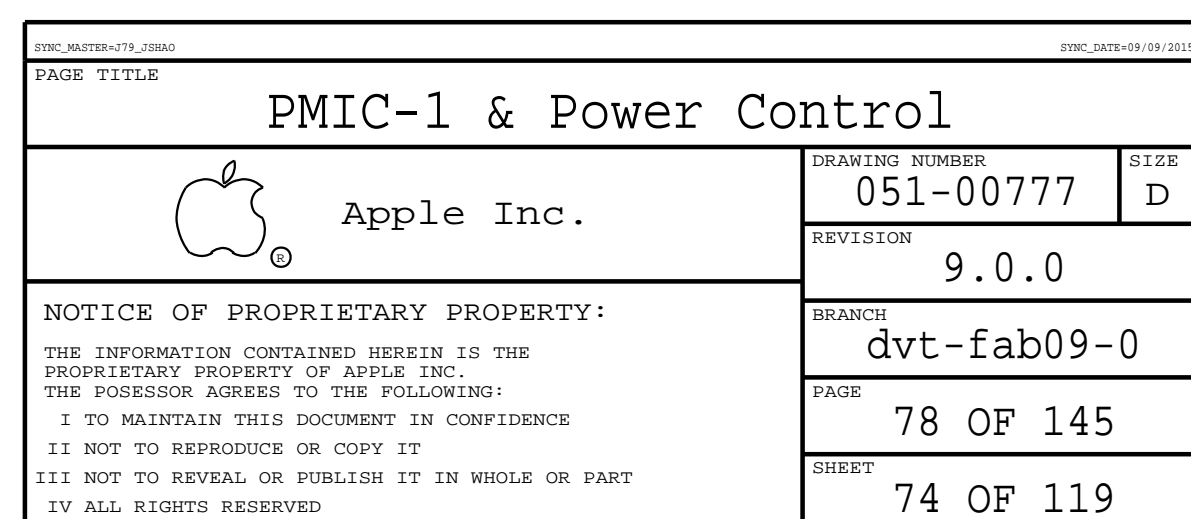 SYNC_MASTER=J79_JSHAO SYNC_DATE=09/09/2015
PAGE TITLE
PMIC-1 & Power Control
Apple Inc.
®
DRAWING NUMBER
051-00777
SIZE
D
REVISION
9.0.0
BRANCH
dvt-fab09-0
PAGE
78 OF 145
SHEET
74 OF 119
NOTICE OF PROPRIETARY PROPERTY:
THE INFORMATION CONTAINED HEREIN IS THE
PROPRIETARY PROPERTY OF APPLE INC.
THE POSESSOR AGREES TO THE FOLLOWING:
I TO MAINTAIN THIS DOCUMENT IN CONFIDENCE
II NOT TO REPRODUCE OR COPY IT
III NOT TO REVEAL OR PUBLISH IT IN WHOLE OR PART
IV ALL RIGHTS RESERVED